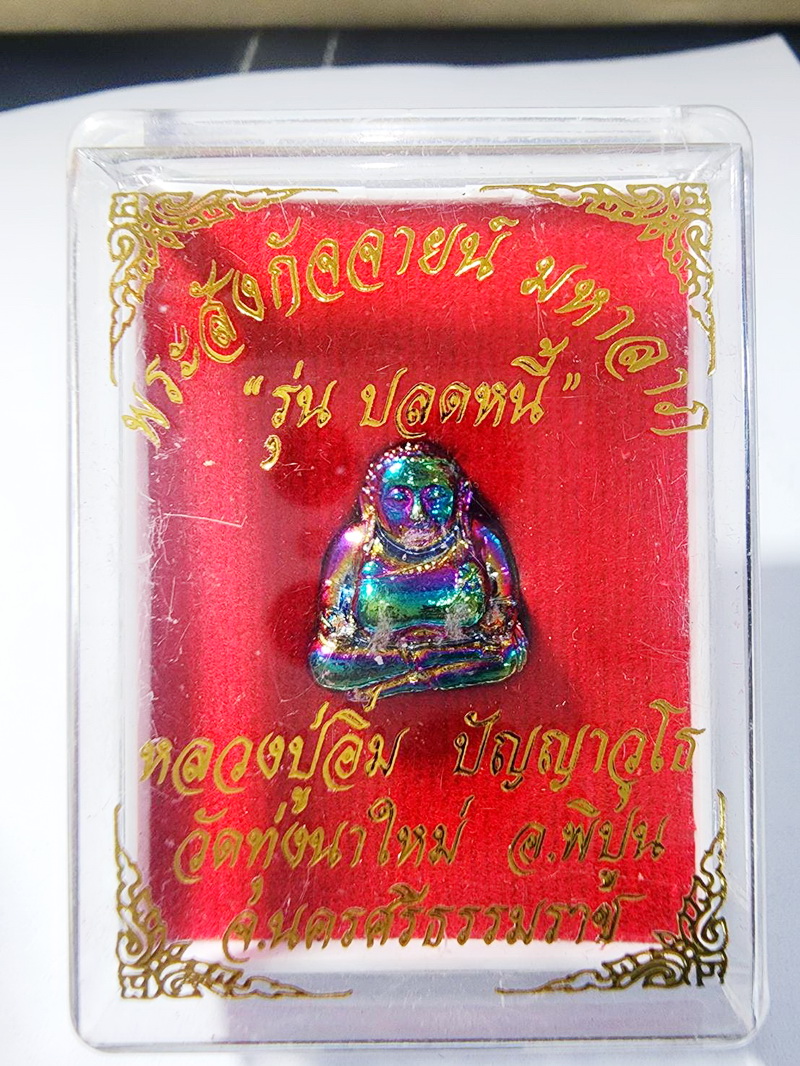 พระสังกัจจายน์ มหาลาภ
"รุ่น ปลดหนี้"
หลวงปู่อิ่ม ปัญญาวุโธ
วัดทุ่งนาใหม่ อ.พิปูน
จ.นครศรีธรรมราช